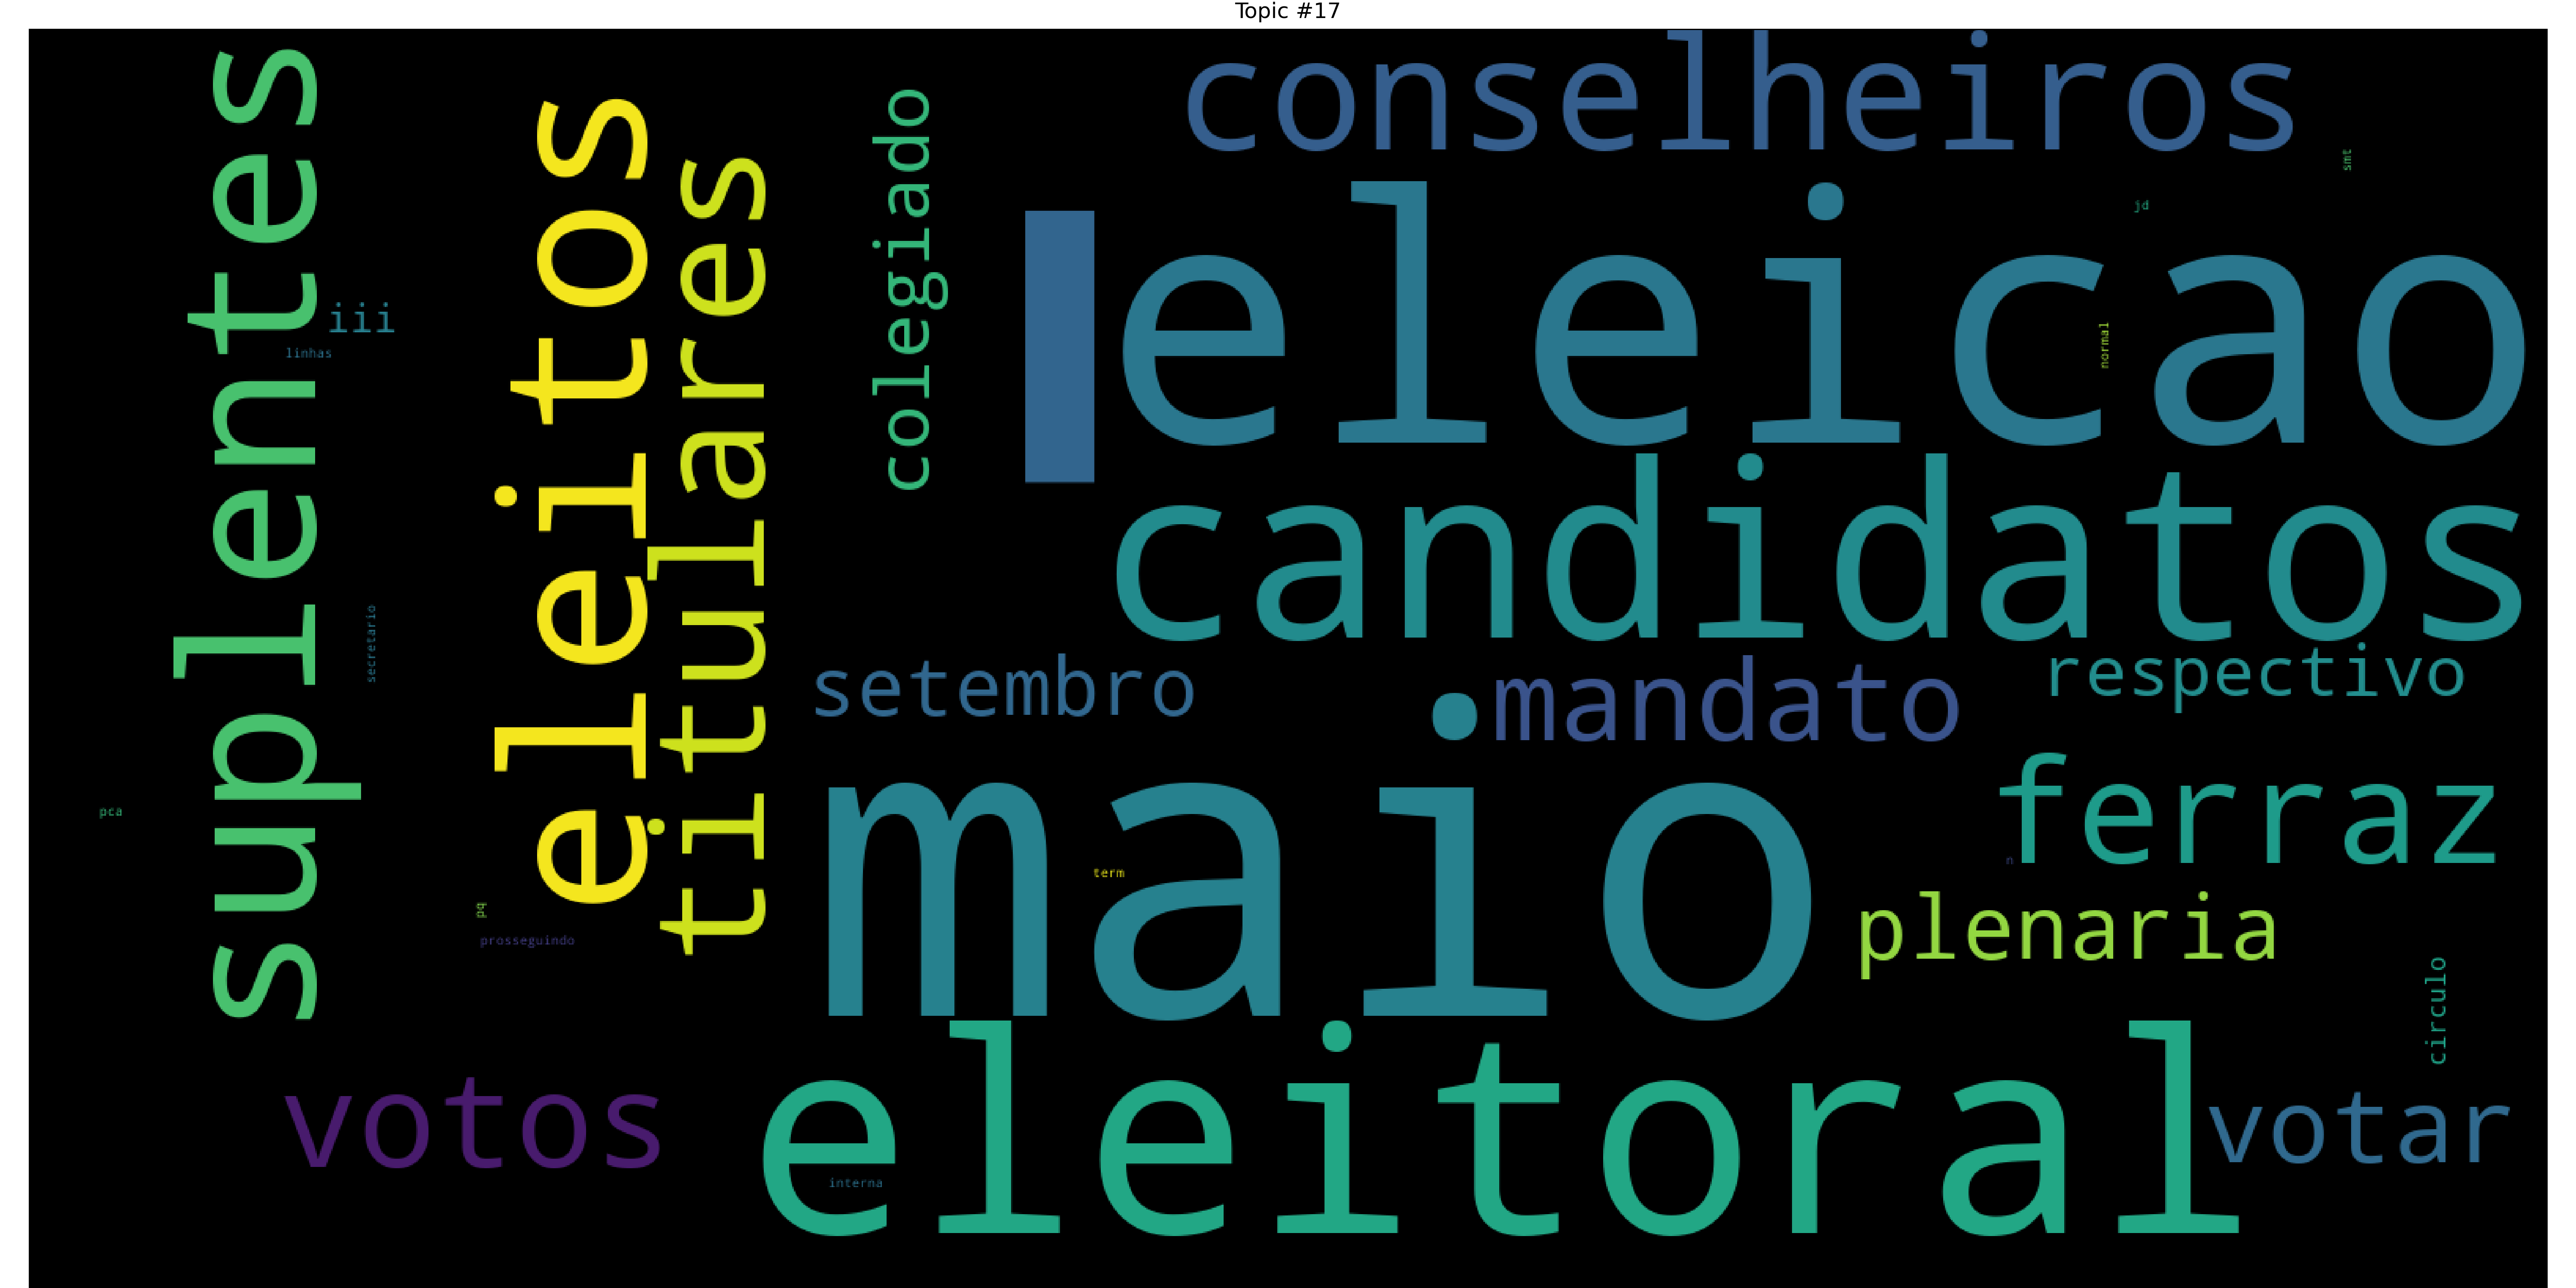 Topic #17
suplentes
iii
linhas
secretario
pca
eleitos
titulares
pq
prosseguindo
votos
colegiado
conselheiros
smt
jd
eleicao
normal
candidatos
setembro
mandato
respectivo
maio
term
ferraz
n
plenaria
circulo
eleitoral
interna
votar